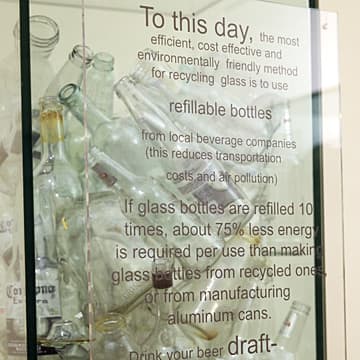 To this day, the most
efficient, cost effective and
environmentally friendly method
for recycling glass is to use
refillable bottles
from local beverage companies
(this reduces transportation
costs and air pollution)
If glass bottles are refilled 10
times, about 75% less energy
is required per use than making
glass bottles from recycled ones,
or from manufacturing
aluminum cans.
Drink your beer draft-
Corona
Extra